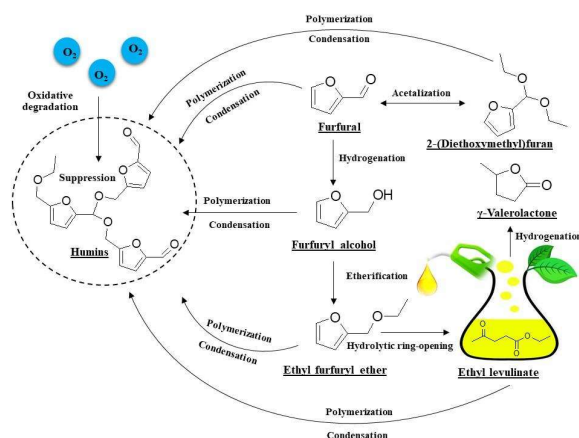 Polymerization
Condensation
O2
O2
O2
Oxidative
degradation
Polymerization
Condensation
O
O
Furfural
Acetalization
O
O
O
2-(Diethoxymethyl)furan
Hydrogenation
Suppression
O
O
O
O
O
O
O
O
O
Humins
Polymerization
Condensation
O
OH
Furfuryl alcohol
O
O
γ-Valerolactone
Hydrogenation
Etherification
Polymerization
Condensation
O
O
Ethyl furfuryl ether
Hydrolytic ring-opening
O
O
O
Ethyl levulinate
Polymerization
Condensation